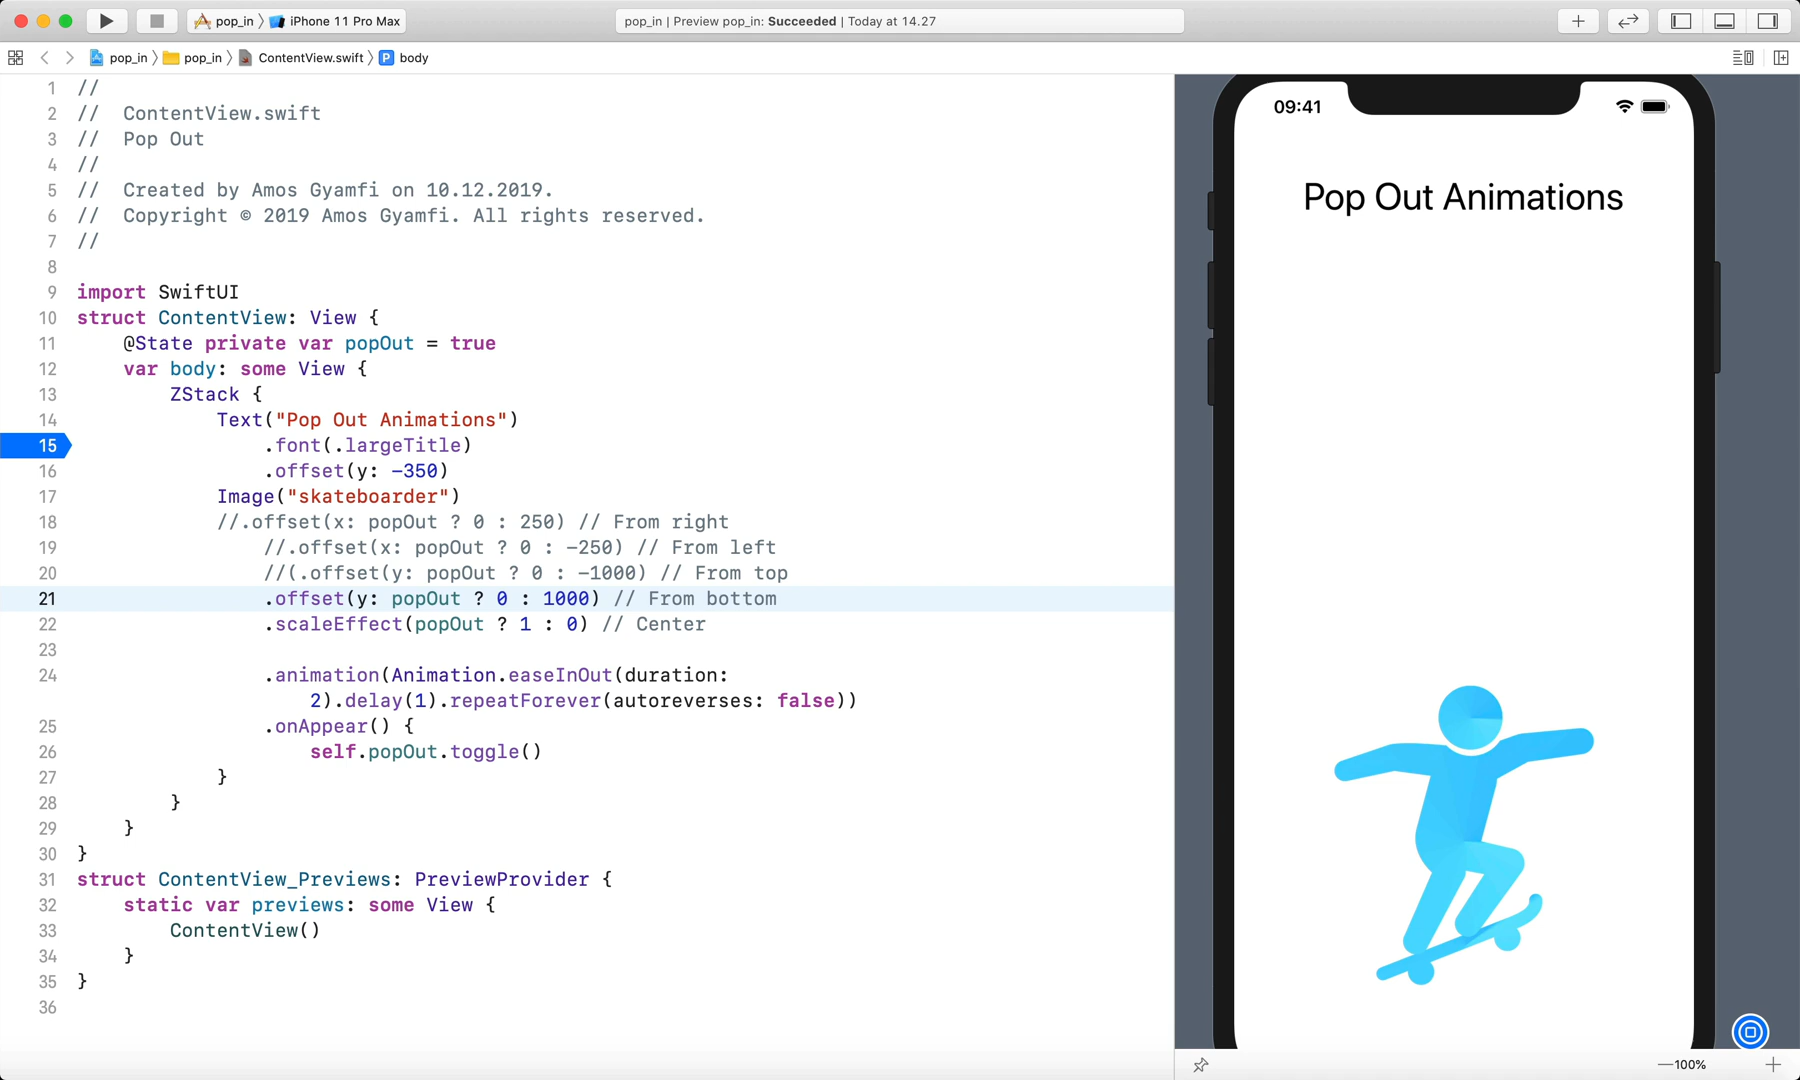 pop_in 〉 iPhone 11 Pro Max
pop_in | Preview pop_in: Succeeded | Today at 14.27
pop_in 〉 pop_in 〉 ContentView.swift 〉 P body
1 //
2 //  ContentView.swift
3 //  Pop Out
4 //
5 //  Created by Amos Gyamfi on 10.12.2019.
6 //  Copyright © 2019 Amos Gyamfi. All rights reserved.
7 //
8
9 import SwiftUI
10 struct ContentView: View {
11     @State private var popOut = true
12     var body: some View {
13         ZStack {
14             Text("Pop Out Animations")
15                 .font(.largeTitle)
16                 .offset(y: -350)
17             Image("skateboarder")
18             //.offset(x: popOut ? 0 : 250) // From right
19                 //.offset(x: popOut ? 0 : -250) // From left
20                 //(.offset(y: popOut ? 0 : -1000) // From top
21                 .offset(y: popOut ? 0 : 1000) // From bottom
22                 .scaleEffect(popOut ? 1 : 0) // Center
23
24                 .animation(Animation.easeInOut(duration:
                    2).delay(1).repeatForever(autoreverses: false))
25                 .onAppear() {
26                     self.popOut.toggle()
27             }
28         }
29     }
30 }
31 struct ContentView_Previews: PreviewProvider {
32     static var previews: some View {
33         ContentView()
34     }
35 }
36
09:41
Pop Out Animations
100%